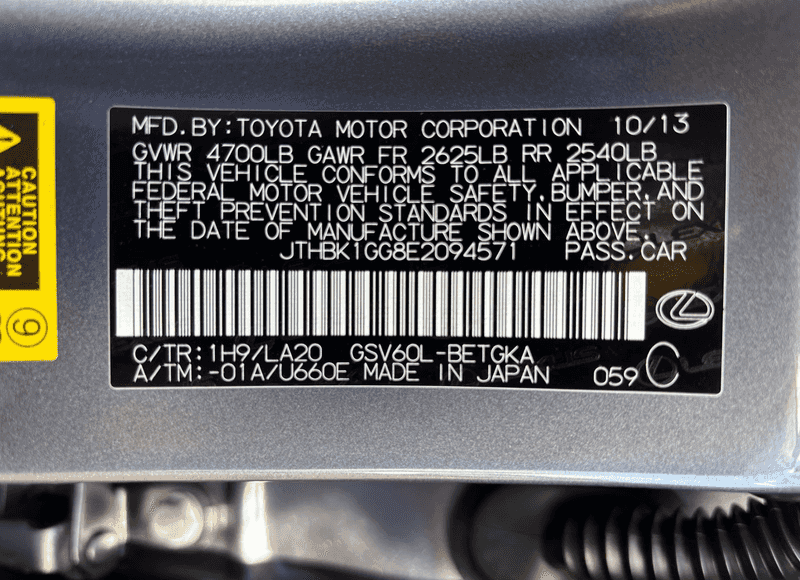 MFD.BY:TOYOTA MOTOR CORPORATION 10/13
GVWR 4700LB GAWR FR 2625LB RR 2540LB
THIS VEHICLE CONFORMS TO ALL APPLICABLE
FEDERAL MOTOR VEHICLE SAFETY,BUMPER,AND
THEFT PREVENTION STANDARDS IN EFFECT ON
THE DATE OF MANUFACTURE SHOWN ABOVE.
JTHBK1GG8E2094571 PASS.CAR
C/TR:1H9/LA20 GSV60L-BETGKA
A/TM:-01A/U660E MADE IN JAPAN 059 C
CAUTION
ATTENTION
9